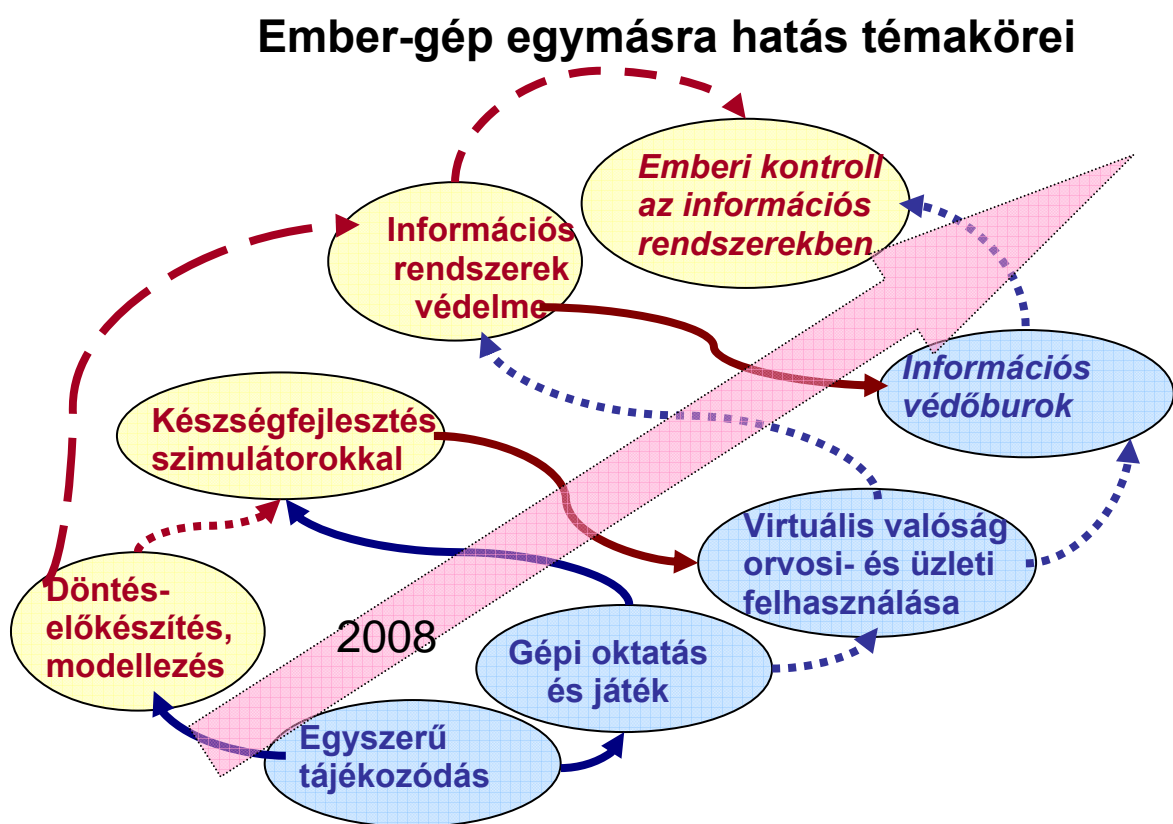 Ember-gép egymásra hatás témakörei
Emberi kontroll
az információs
rendszerekben
Információs
rendszerek
védelme
Információs
védőburok
Készségfejlesztés
szimulátorokkal
Virtuális valóság
orvosi- és üzleti
felhasználása
Döntés-
előkészítés,
modellezés
2008
Gépi oktatás
és játék
Egyszerű
tájékozódás